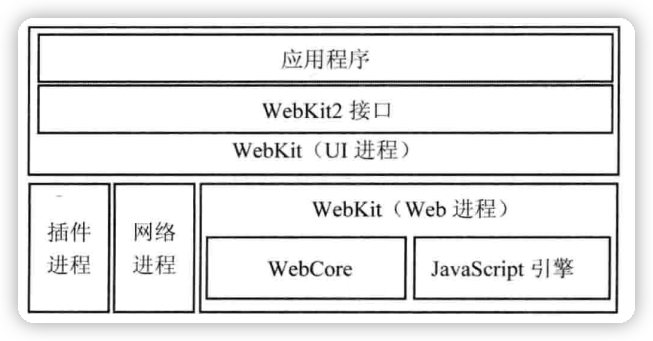 应用程序
WebKit2 接口
WebKit（UI 进程）
插件
进程
网络
进程
WebKit（Web 进程）
WebCore
JavaScript 引擎